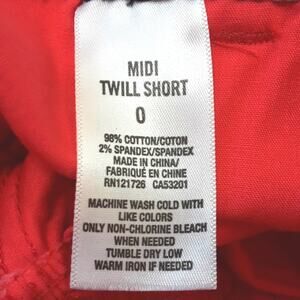 MIDI
TWILL SHORT
0
98% COTTON/COTON
2% SPANDEX/SPANDEX
MADE IN CHINA/
FABRIQUÉ EN CHINE
RN121726 CA53201
MACHINE WASH COLD WITH
LIKE COLORS
ONLY NON-CHLORINE BLEACH
WHEN NEEDED
TUMBLE DRY LOW
WARM IRON IF NEEDED